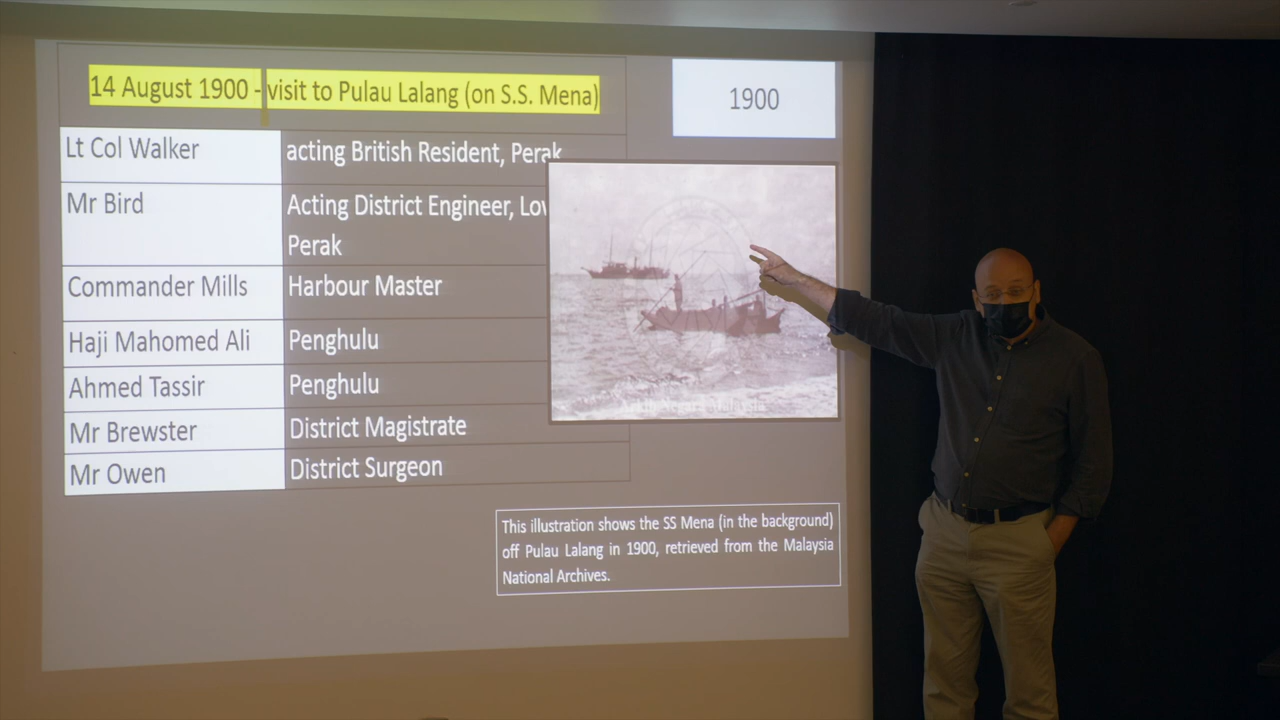 14 August 1900 - visit to Pulau Lalang (on S.S. Mena)
1900
Lt Col Walker acting British Resident, Perak
Mr Bird Acting District Engineer,
Perak
Commander Mills Harbour Master
Haji Mahomed Ali Penghulu
Ahmed Tassir Penghulu
Mr Brewster District Magistrate
Mr Owen District Surgeon
This illustration shows the SS Mena (in the background)
off Pulau Lalang in 1900, retrieved from the Malaysia
National Archives.